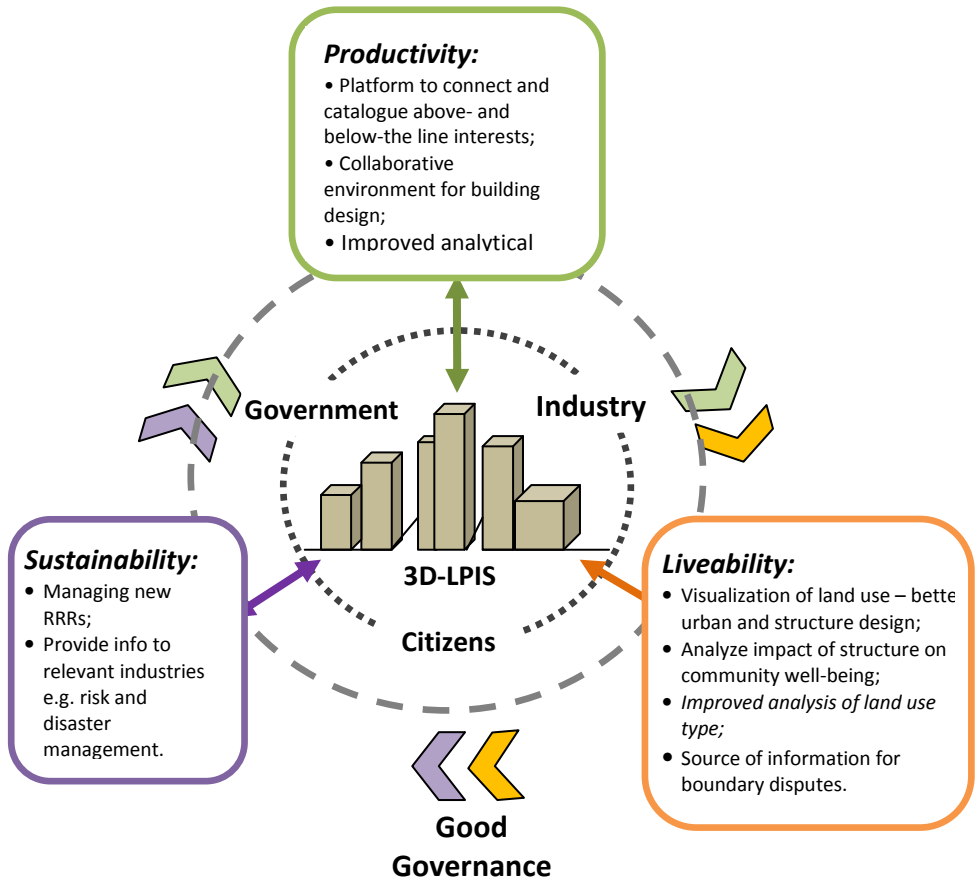 Productivity:
• Platform to connect and
catalogue above- and
below-the line interests;
• Collaborative
environment for building
design;
• Improved analytical
Government
Industry
3D-LPIS
Citizens
Sustainability:
• Managing new
RRRs;
• Provide info to
relevant industries
e.g. risk and
disaster
management.
Liveability:
• Visualization of land use – bette
urban and structure design;
• Analyze impact of structure on
community well-being;
• Improved analysis of land use
type;
• Source of information for
boundary disputes.
Good
Governance